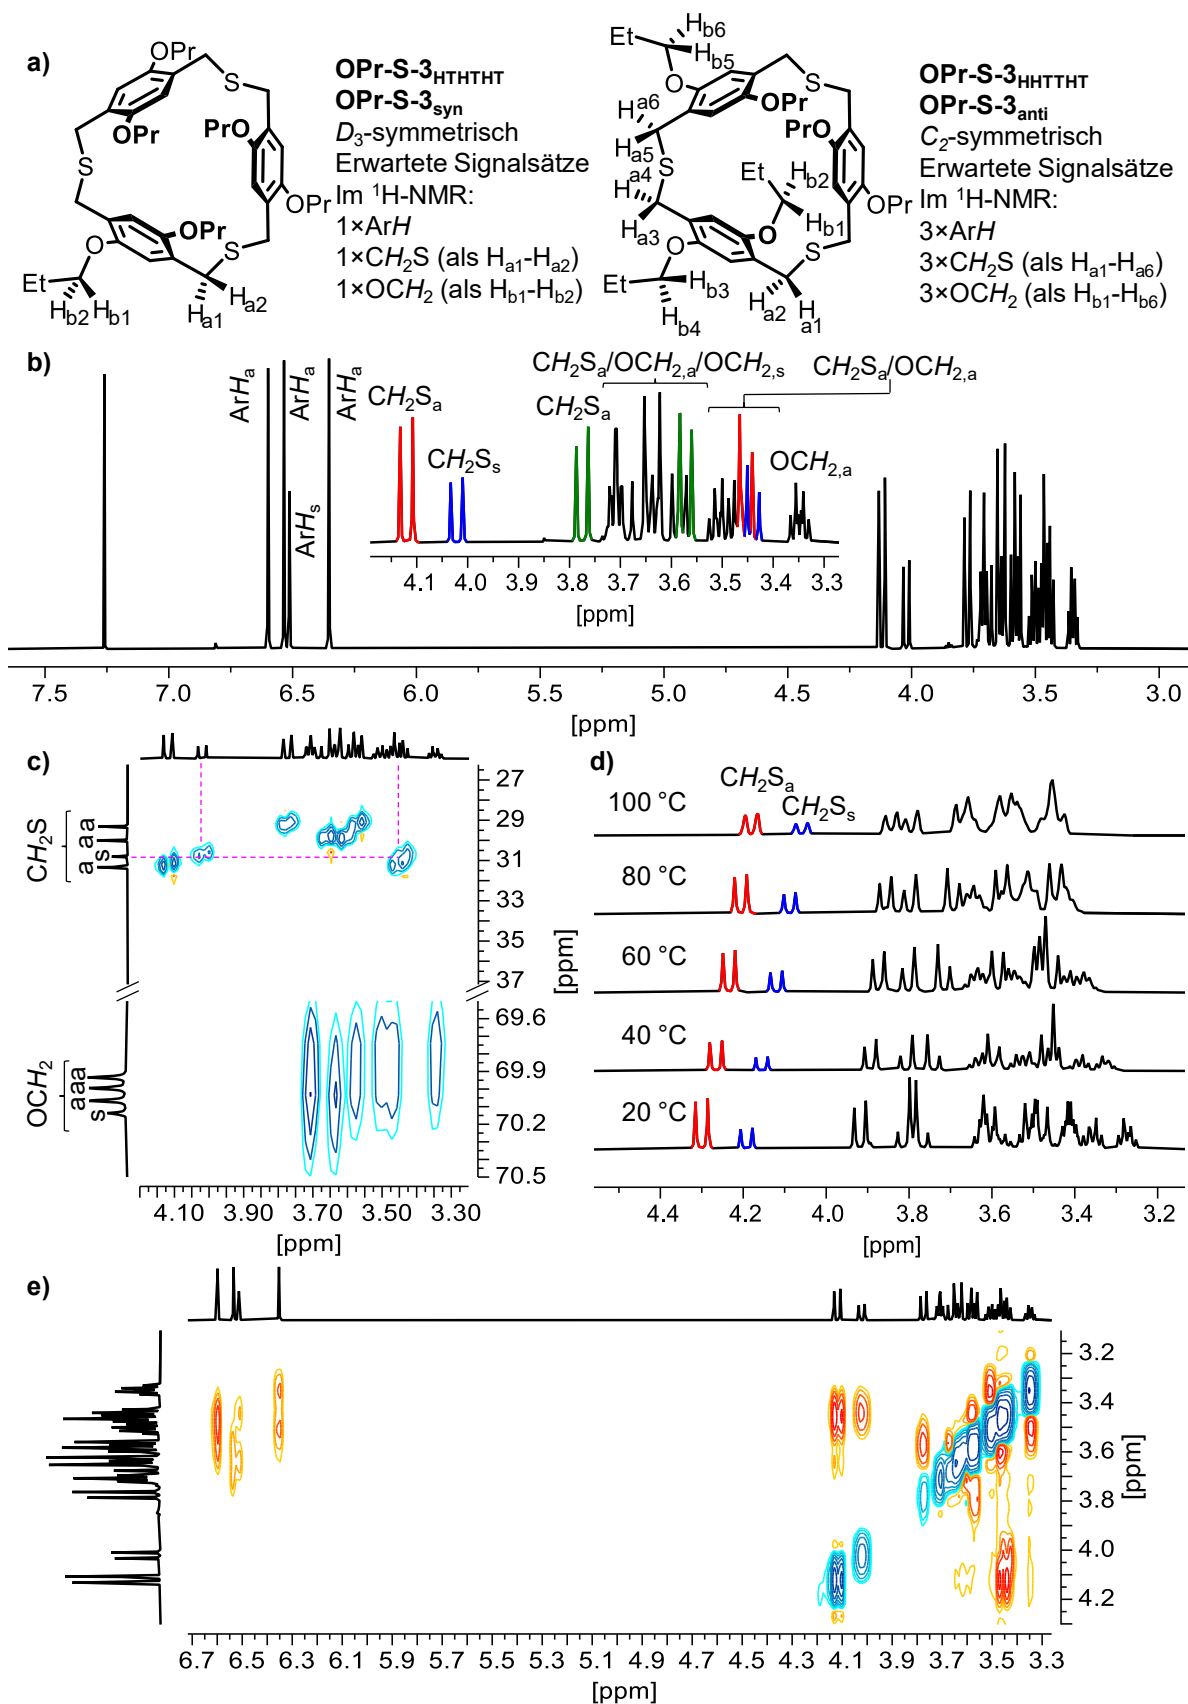 a)
OPr
S
OPr
PrO
S
OPr
OPr
S
O
Et
Hb2 Hb1
Ha2
Ha1
OPr-S-3HTHTHT
OPr-S-3syn
D3-symmetrisch
Erwartete Signalsätze
Im 1H-NMR:
1×ArH
1×CH2S (als Ha1-Ha2)
1×OCH2 (als Hb1-Hb2)
Hb6
Et
Hb5
O
S
OPr
PrO
Ha6
H
Ha5
S
Ha4
H
Ha3
Et
Hb2
Hb1
O
OPr
S
O
Et
Hb3
Hb4
Ha2
Ha1
OPr-S-3HHTTHT
OPr-S-3anti
C2-symmetrisch
Erwartete Signalsätze
Im 1H-NMR:
3×ArH
3×CH2S (als Ha1-Ha6)
3×OCH2 (als Hb1-Hb6)
b)
ArHa
ArHa
ArHa
ArHs
CH2Sa
CH2Ss
CH2Sa/OCH2,a/OCH2,s
CH2Sa
CH2Sa/OCH2,a
OCH2,a
4.1 4.0 3.9 3.8 3.7 3.6 3.5 3.4 3.3
[ppm]
7.5 7.0 6.5 6.0 5.5 5.0 4.5 4.0 3.5 3.0
[ppm]
c)
CH2S
a a s a
OCH2
a a a s
27
29
31
33
35
37
69.6
69.9
70.2
70.5
[ppm]
4.10 3.90 3.70 3.50 3.30
[ppm]
d)
CH2Sa
CH2Ss
100 °C
80 °C
60 °C
40 °C
20 °C
4.4 4.2 4.0 3.8 3.6 3.4 3.2
[ppm]
e)
3.2
3.4
3.6
3.8
4.0
4.2
[ppm]
6.7 6.5 6.3 6.1 5.9 5.7 5.5 5.3 5.1 4.9 4.7 4.5 4.3 4.1 3.9 3.7 3.5 3.3
[ppm]